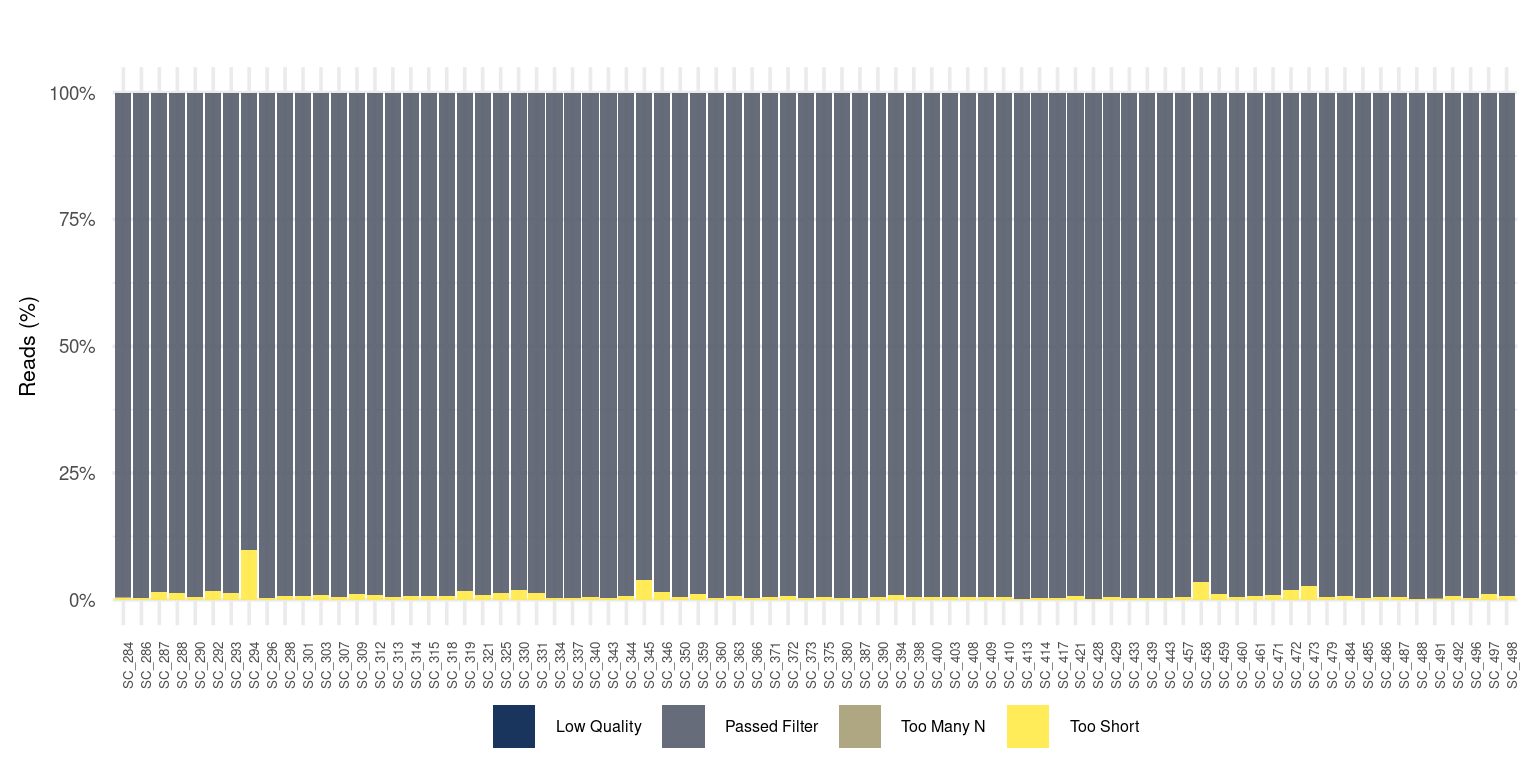 100%
75%
50%
25%
0%
Reads (%)
SC_284
SC_286
SC_287
SC_288
SC_290
SC_292
SC_293
SC_294
SC_296
SC_298
SC_301
SC_303
SC_307
SC_309
SC_312
SC_313
SC_314
SC_315
SC_318
SC_319
SC_321
SC_325
SC_330
SC_331
SC_334
SC_337
SC_340
SC_343
SC_344
SC_345
SC_346
SC_350
SC_359
SC_360
SC_363
SC_366
SC_371
SC_372
SC_373
SC_375
SC_380
SC_387
SC_390
SC_394
SC_398
SC_400
SC_403
SC_408
SC_409
SC_410
SC_413
SC_414
SC_417
SC_421
SC_428
SC_429
SC_433
SC_439
SC_443
SC_457
SC_458
SC_459
SC_460
SC_461
SC_471
SC_472
SC_473
SC_479
SC_484
SC_485
SC_486
SC_487
SC_488
SC_491
SC_492
SC_496
SC_497
SC_498
Low Quality
Passed Filter
Too Many N
Too Short